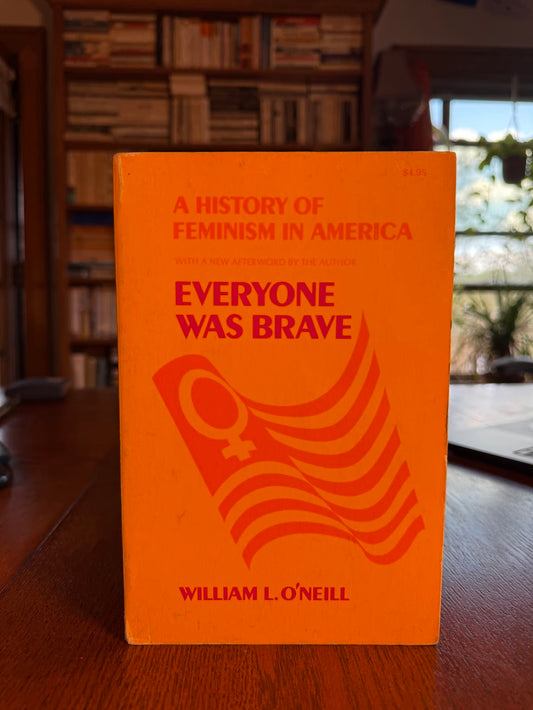 $4.95
A HISTORY OF
FEMINISM IN AMERICA
WITH A NEW AFTERWORD BY THE AUTHOR
EVERYONE
WAS BRAVE
WILLIAM L. O'NEILL